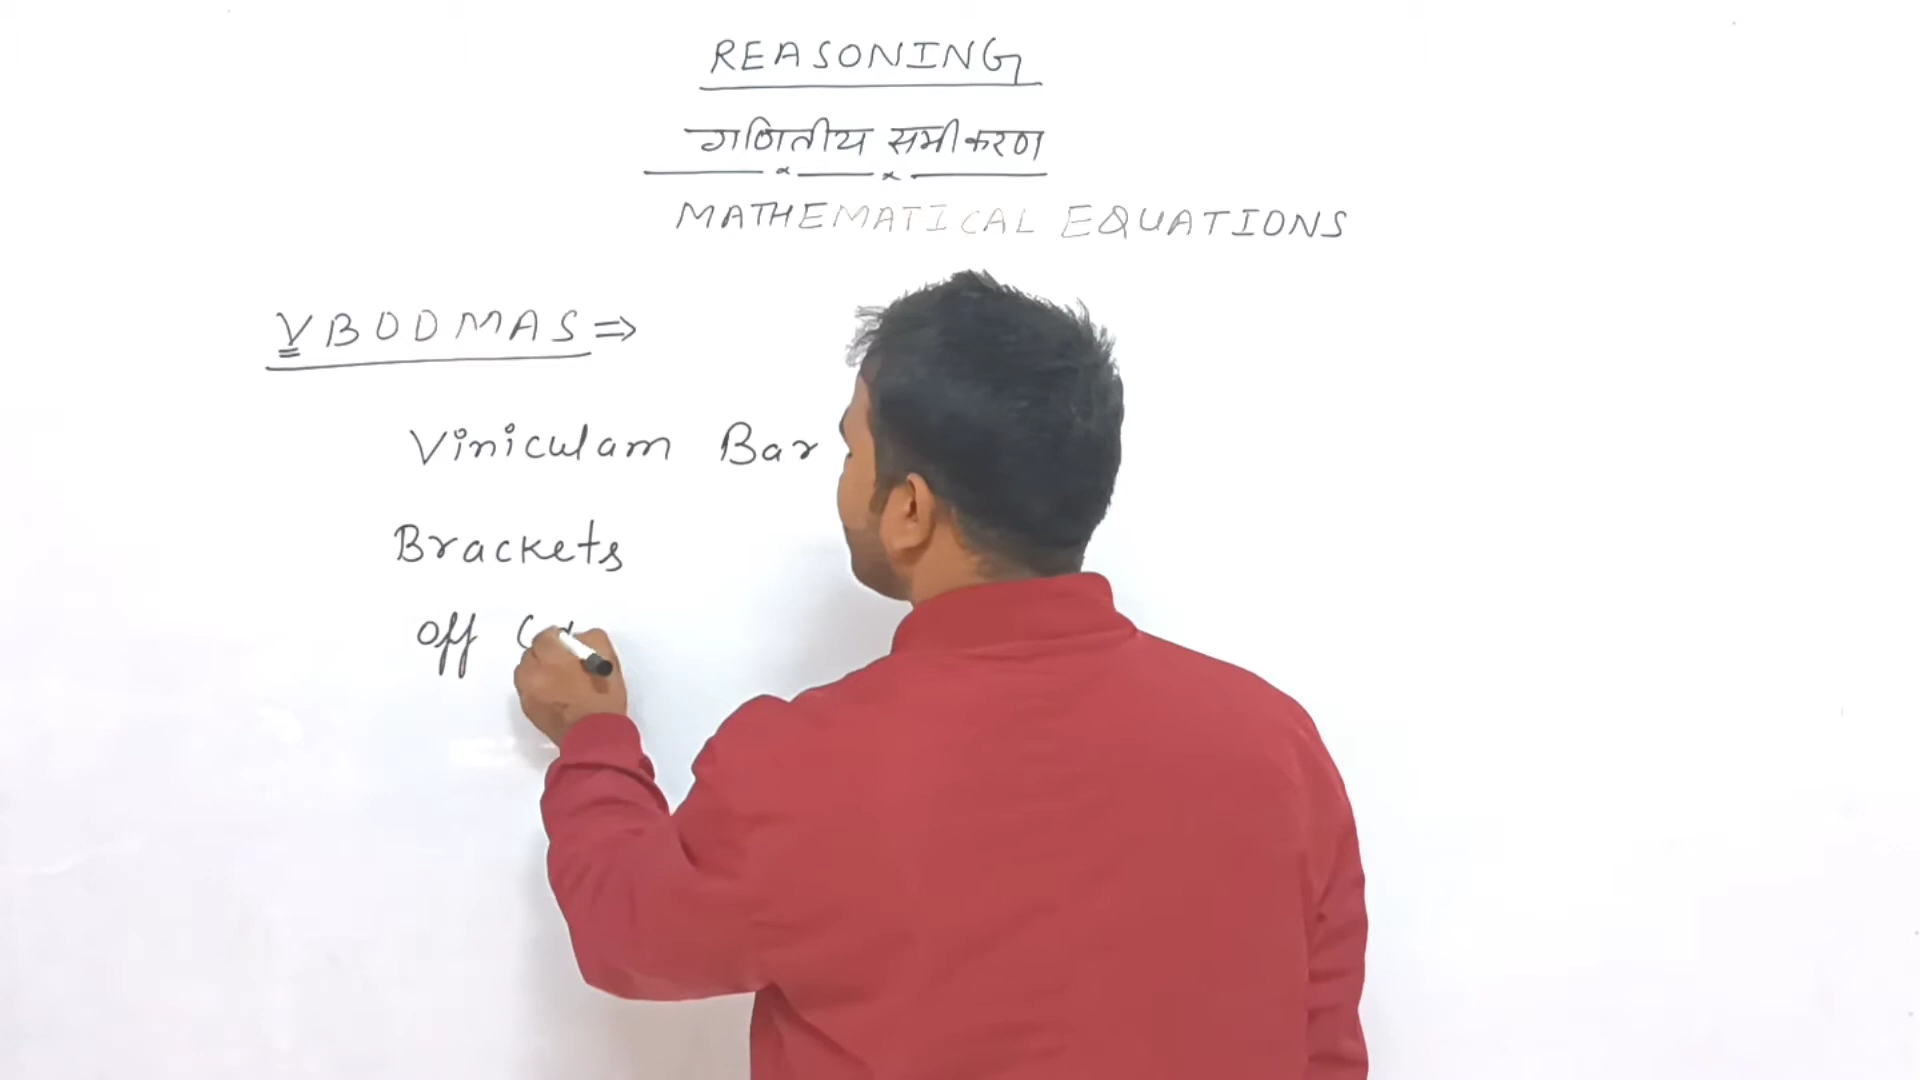 REASONING
गणितीय समीकरण
MATHEMATICAL EQUATIONS
VBODMAS ⇒
Viniculam Bar
Brackets
off